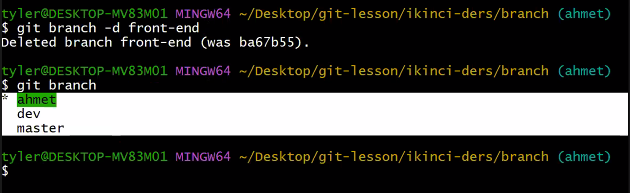 tyler@DESKTOP-MV83M01 MINGW64 ~/Desktop/git-lesson/ikinci-ders/branch (ahmet)
$ git branch -d front-end
Deleted branch front-end (was ba67b55).
tyler@DESKTOP-MV83M01 MINGW64 ~/Desktop/git-lesson/ikinci-ders/branch (ahmet)
$ git branch
* ahmet
dev
master
tyler@DESKTOP-MV83M01 MINGW64 ~/Desktop/git-lesson/ikinci-ders/branch (ahmet)
$